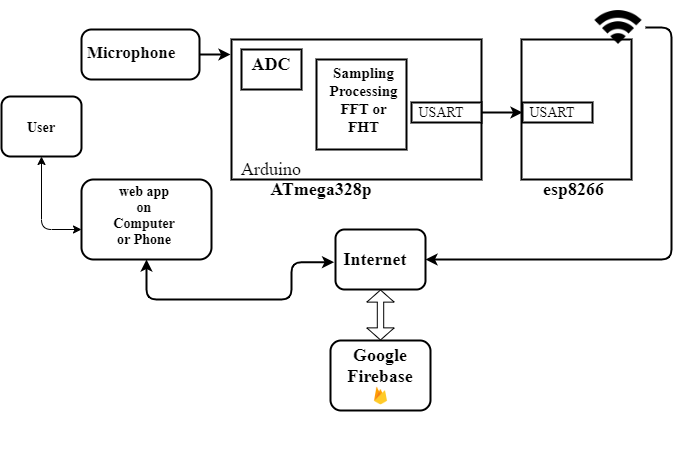 Microphone
ADC
Sampling
Processing
FFT or
FHT
USART
USART
Arduino
ATmega328p
esp8266
User
web app
on
Computer
or Phone
Internet
Google
Firebase